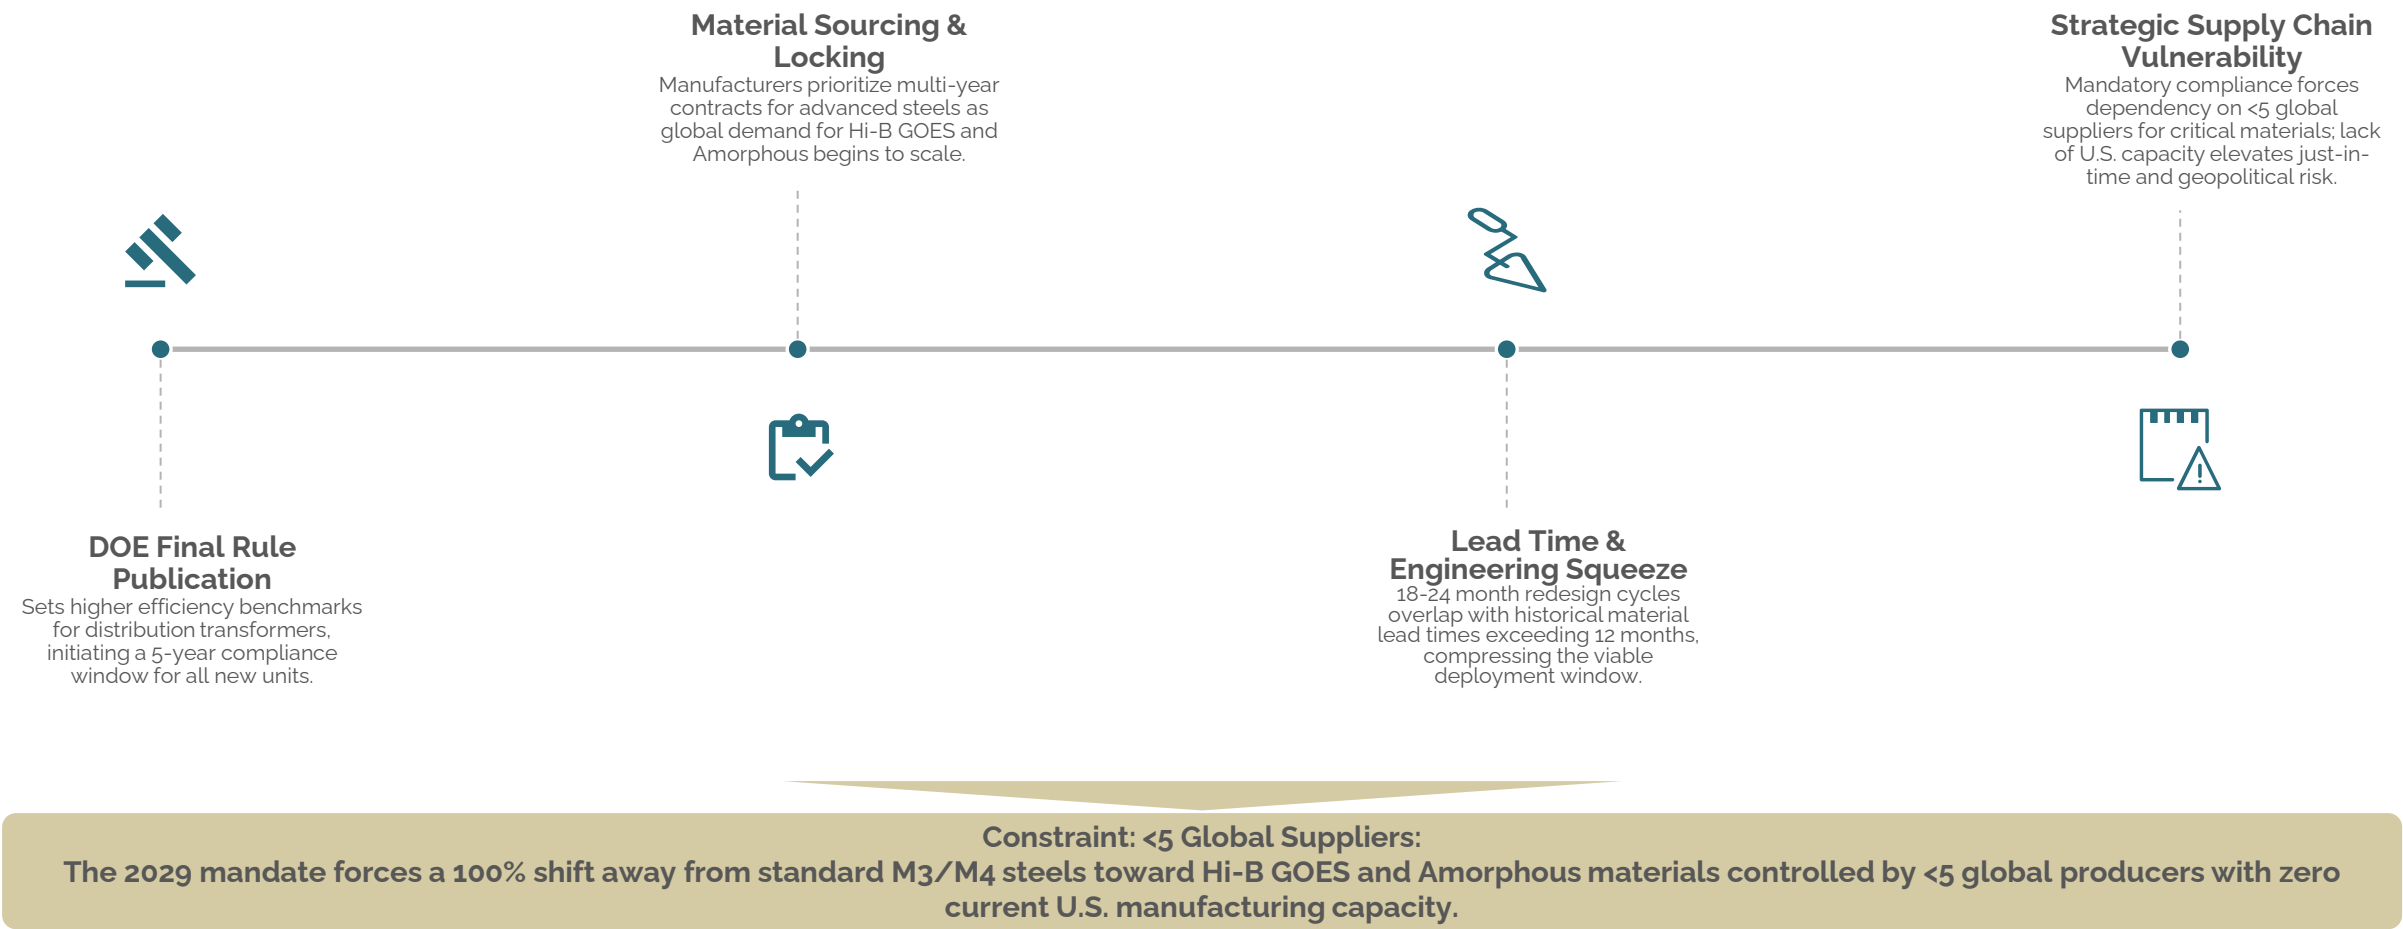 Material Sourcing &
Locking
Manufacturers prioritize multi-year
contracts for advanced steels as
global demand for Hi-B GOES and
Amorphous begins to scale.
Strategic Supply Chain
Vulnerability
Mandatory compliance forces
dependency on <5 global
suppliers for critical materials; lack
of U.S. capacity elevates just-in-
time and geopolitical risk.
DOE Final Rule
Publication
Sets higher efficiency benchmarks
for distribution transformers,
initiating a 5-year compliance
window for all new units.
Lead Time &
Engineering Squeeze
18-24 month redesign cycles
overlap with historical material
lead times exceeding 12 months,
compressing the viable
deployment window.
Constraint: <5 Global Suppliers:
The 2029 mandate forces a 100% shift away from standard M3/M4 steels toward Hi-B GOES and Amorphous materials controlled by <5 global producers with zero
current U.S. manufacturing capacity.